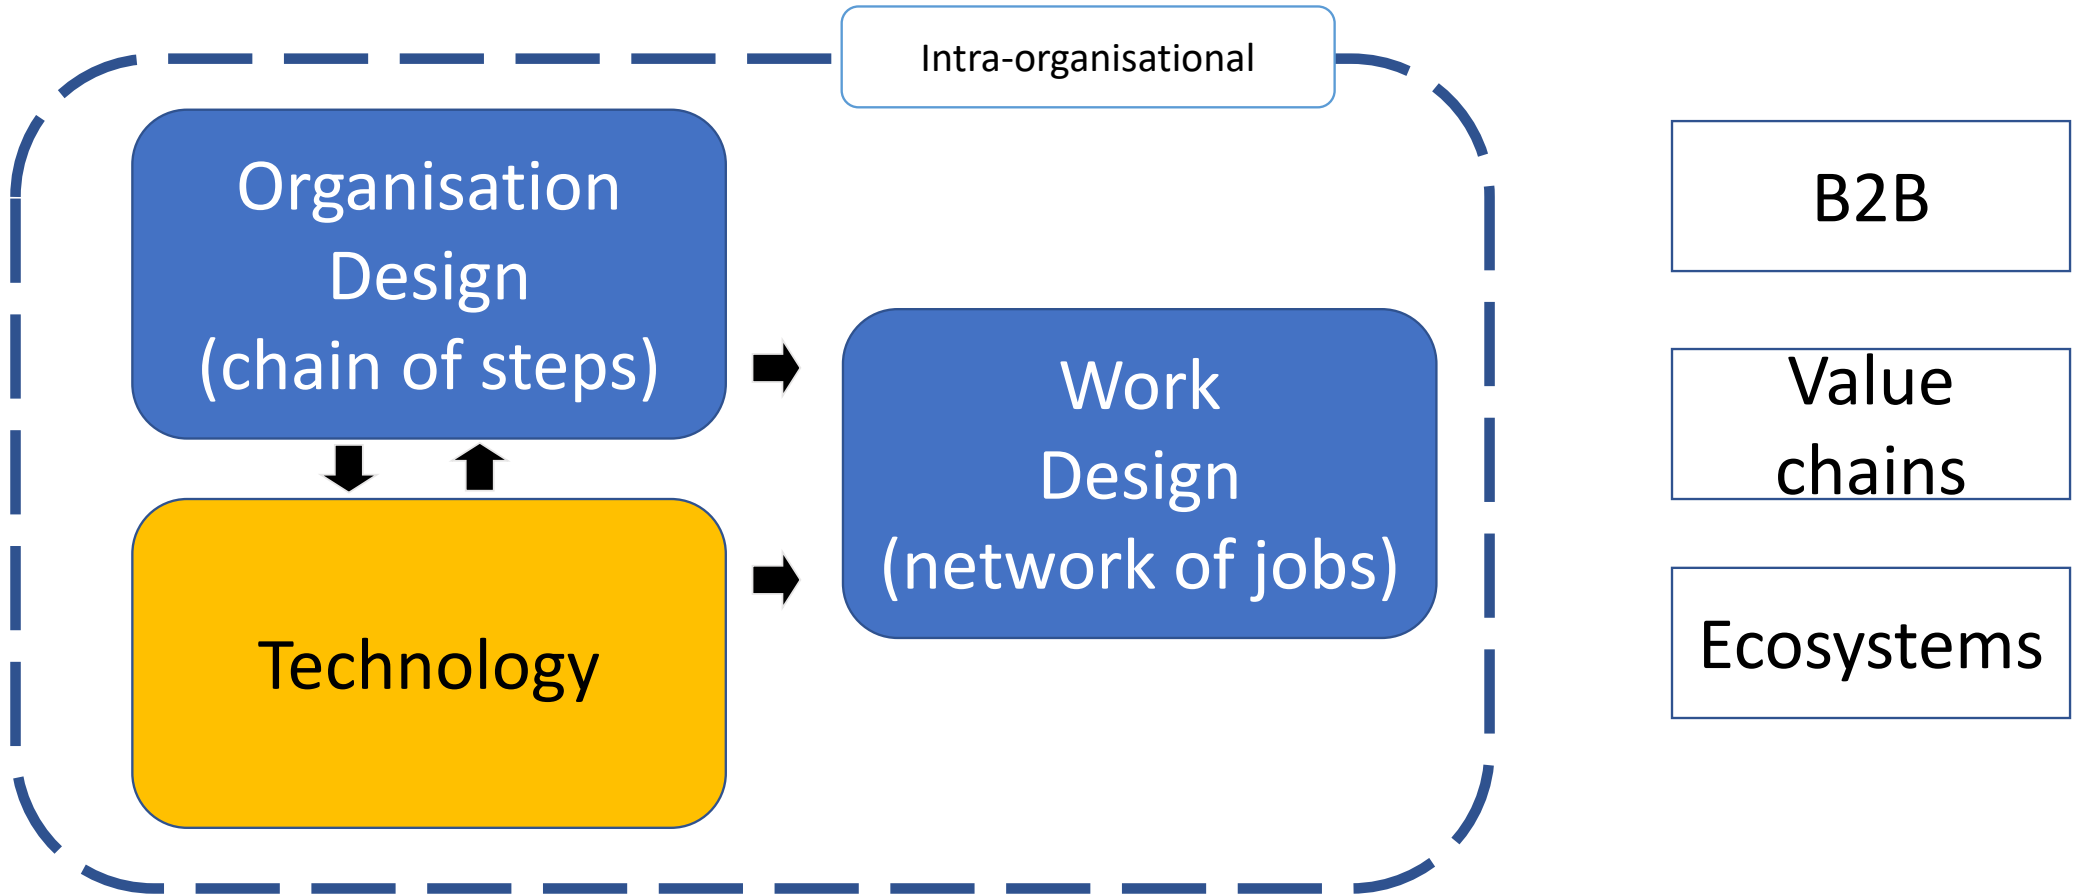 Intra-organisational
Organisation
Design
(chain of steps)
Work
Design
(network of jobs)
Technology
B2B
Value
chains
Ecosystems